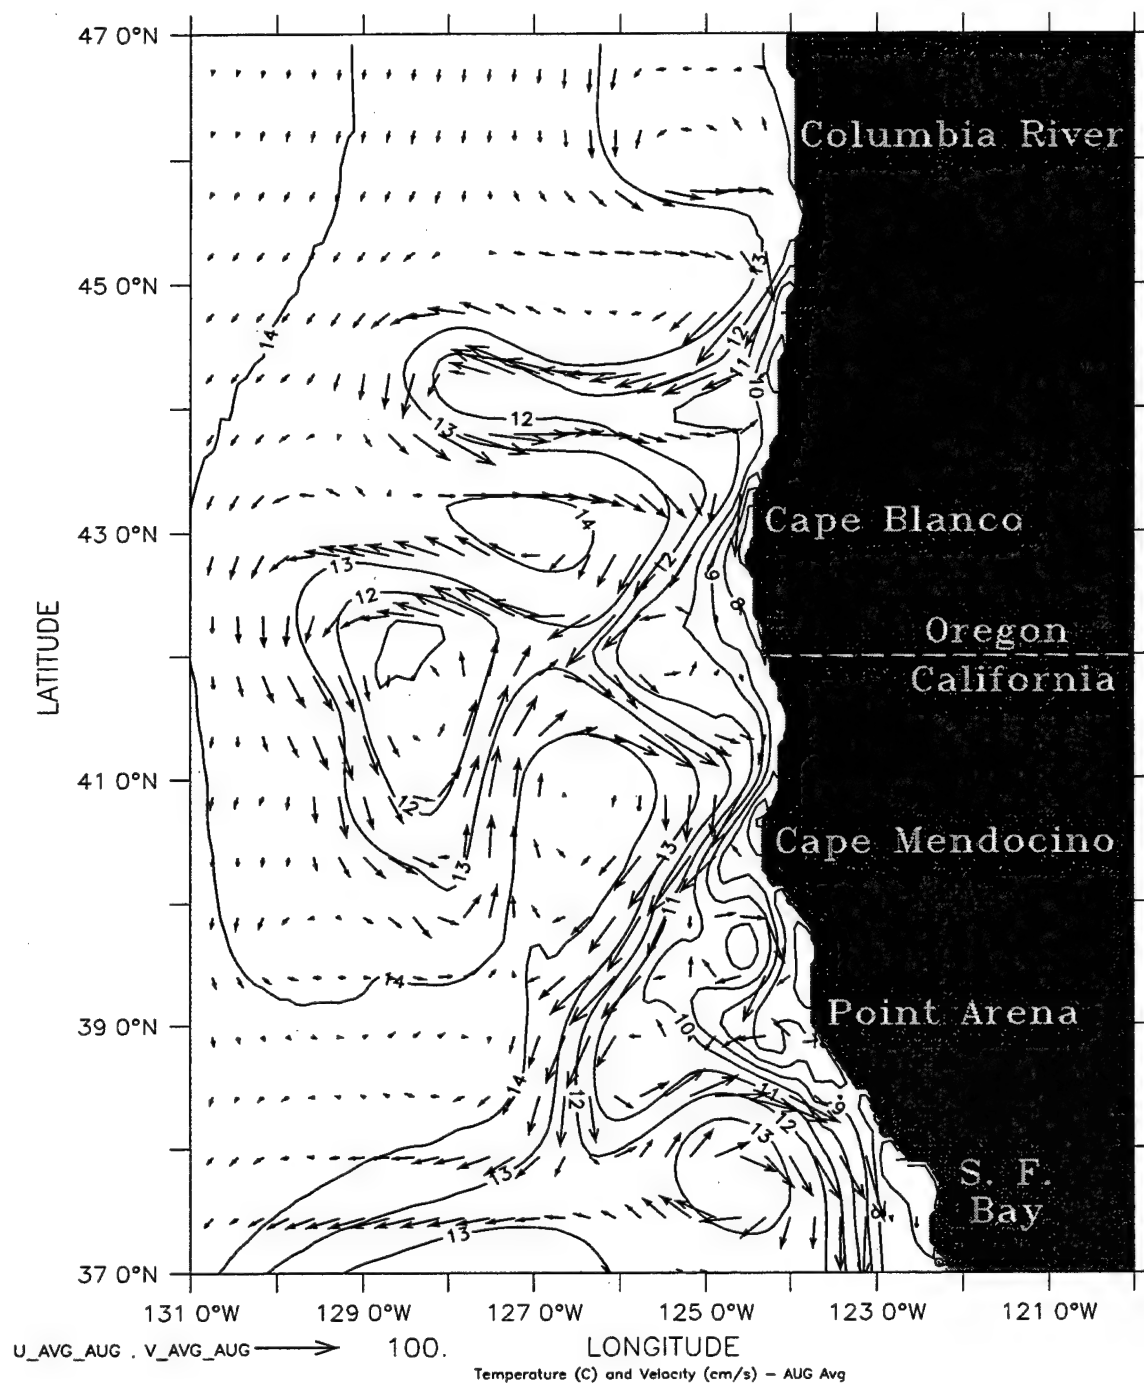 47 0°N
Columbia River
13
45 0°N
14
12
11
10
12
13
14
Cape Blanco
43 0°N
12
13
9
12
8
Oregon
LATITUDE
California
41 0°N
12
13
Cape Mendocino
13
11
14
Point Arena
39 0°N
10
14
12
11
9
12
13
13
S. F.
Bay
13
37 0°N
131 0°W 129 0°W 127 0°W 125 0°W 123 0°W 121 0°W
U_AVG_AUG , V_AVG_AUG 100. LONGITUDE
Temperature (C) and Velocity (cm/s) – AUG Avg